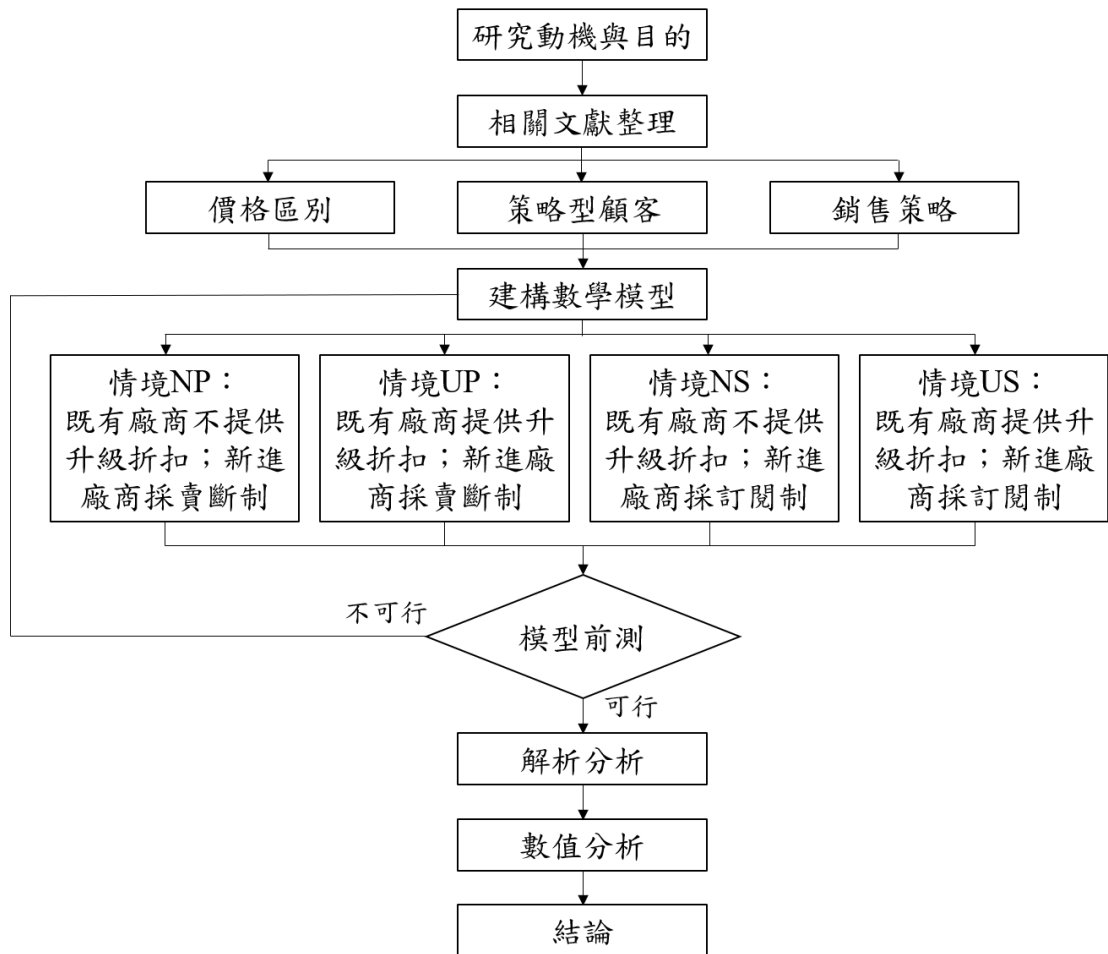 研究動機與目的
相關文獻整理
價格區別
策略型顧客
銷售策略
建構數學模型
情境NP：
既有廠商不提供
升級折扣；新進
廠商採賣斷制
情境UP：
既有廠商提供升
級折扣；新進廠
商採賣斷制
情境NS：
既有廠商不提供
升級折扣；新進
廠商採訂閱制
情境US：
既有廠商提供升
級折扣；新進廠
商採訂閱制
不可行
模型前測
可行
解析分析
數值分析
結論